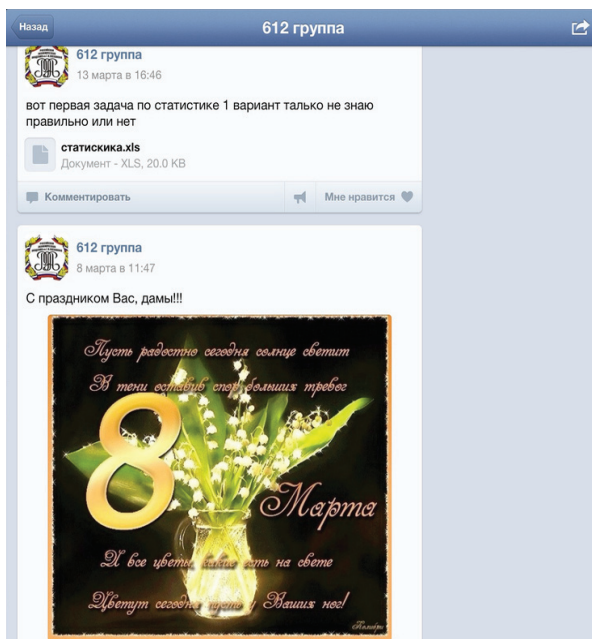 Назад
612 группа
612 группа
13 марта в 16:46
вот первая задача по статистике 1 вариант талько не знаю
правильно или нет
статискика.xls
Документ - XLS, 20.0 KB
Комментировать
Мне нравится
612 группа
8 марта в 11:47
С праздником Вас, дамы!!!
Пусть радостно сегодня солнце светит
В тени оставив спор больших тревог
8
Марта
И все цветы, какие есть на свете
Цветут сегодня пусть у Ваших ног!